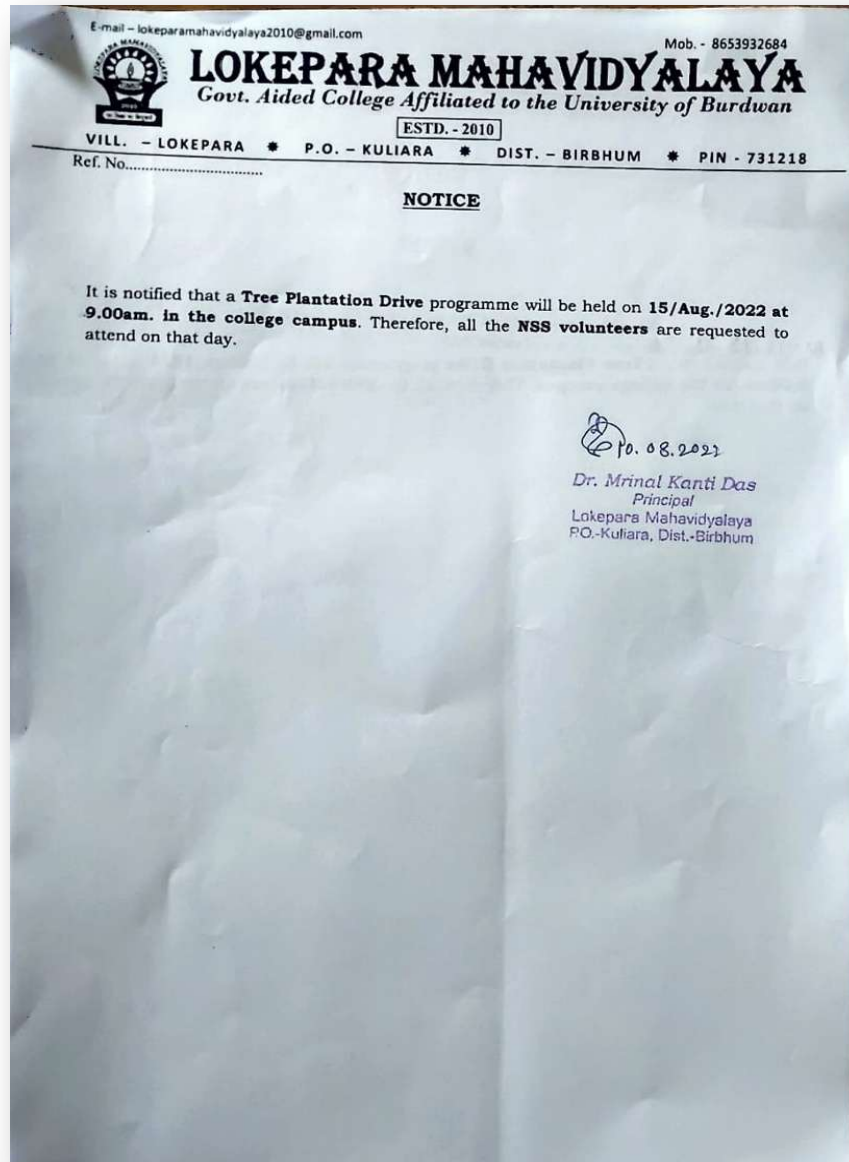 E-mail – lokeparamahavidyalaya2010@gmail.com
Mob. - 8653932684
LOKEPARA MAHAVIDYALAYA
Govt. Aided College Affiliated to the University of Burdwan
ESTD. - 2010
VILL. – LOKEPARA * P.O. – KULIARA * DIST. – BIRBHUM * PIN - 731218
Ref. No.......................................
NOTICE
It is notified that a Tree Plantation Drive programme will be held on 15/Aug./2022 at
9.00am. in the college campus. Therefore, all the NSS volunteers are requested to
attend on that day.
10.08.2022
Dr. Mrinal Kanti Das
Principal
Lokepara Mahavidyalaya
P.O.-Kuliara, Dist.-Birbhum